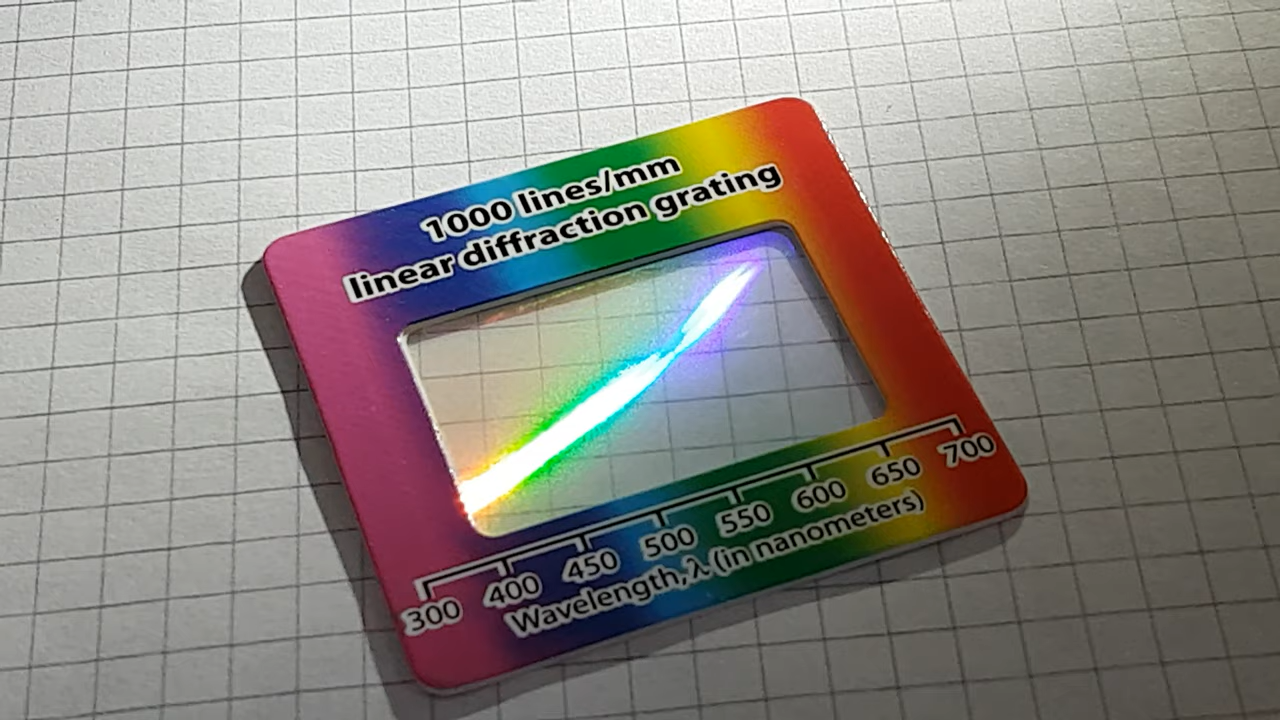 1000 lines/mm
linear diffraction grating
300 400 450 500 550 600 650 700
Wavelength, λ (in nanometers)